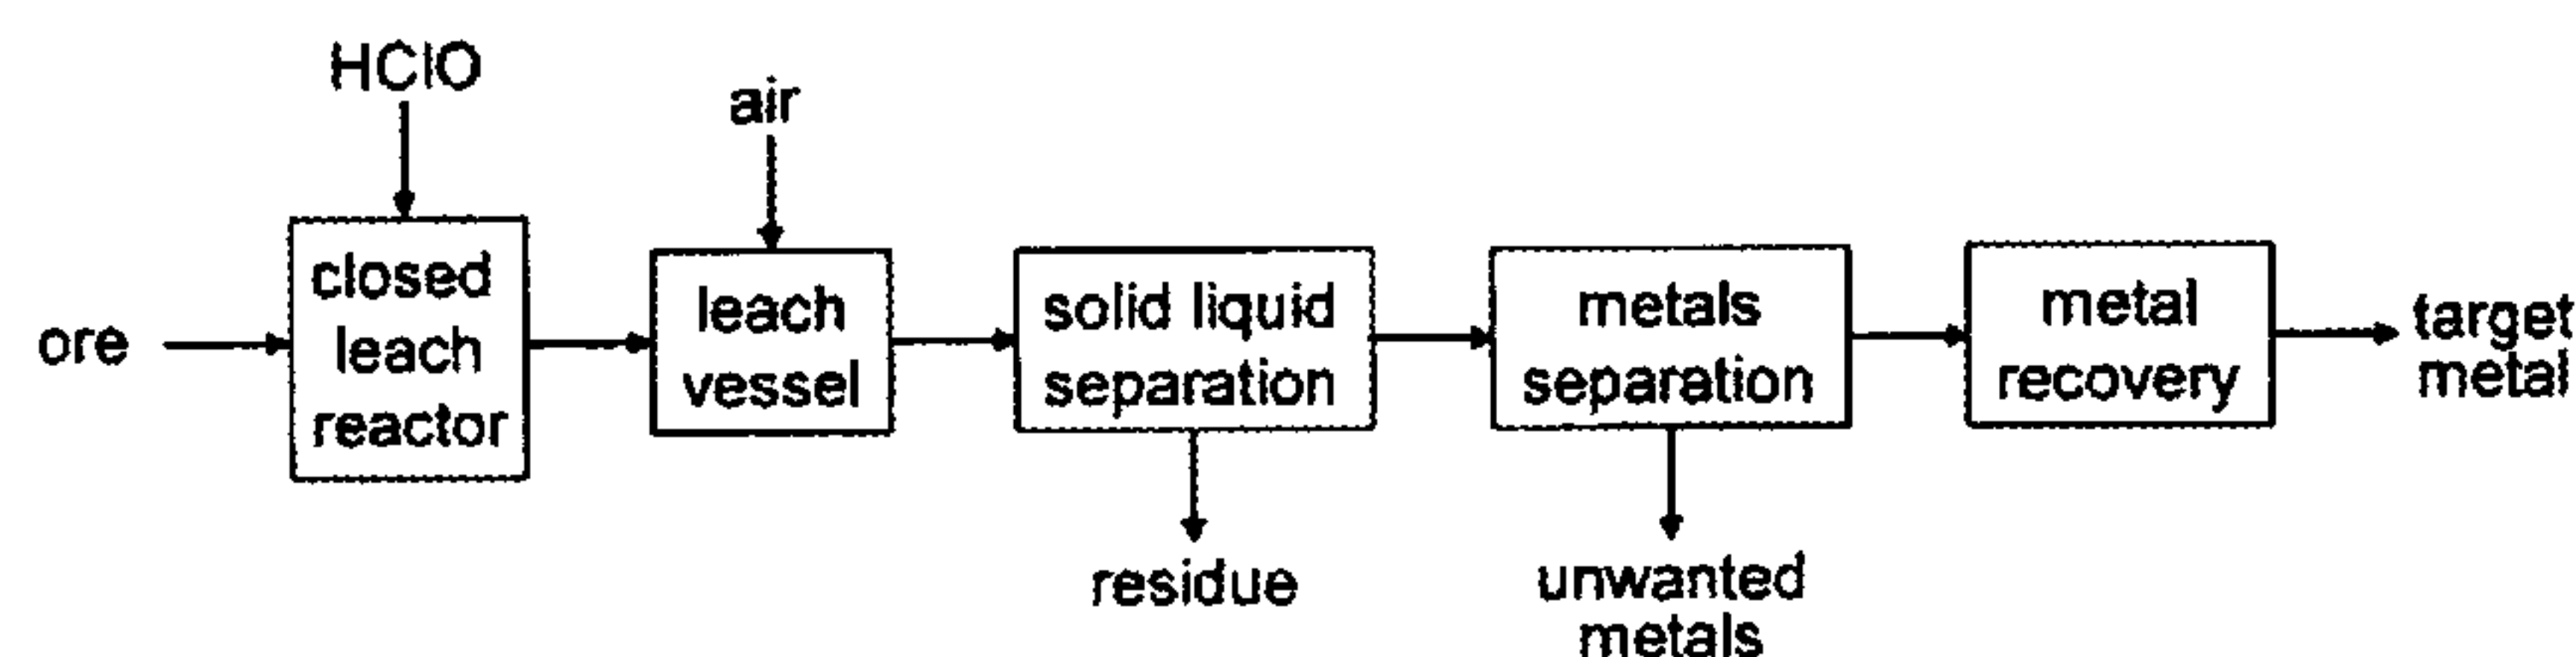 HClO
air
ore
closed
leach
reactor
leach
vessel
solid liquid
separation
metals
separation
metal
recovery
target
metal
residue
unwanted
metals